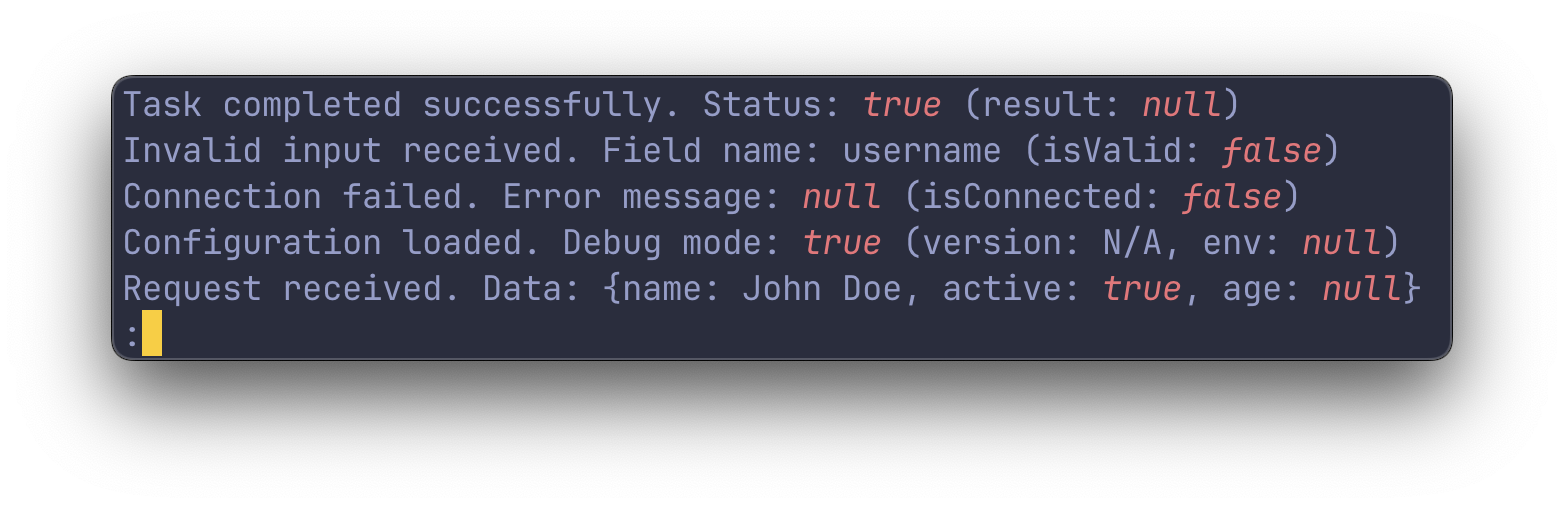 Task completed successfully. Status: true (result: null)
Invalid input received. Field name: username (isValid: false)
Connection failed. Error message: null (isConnected: false)
Configuration loaded. Debug mode: true (version: N/A, env: null)
Request received. Data: {name: John Doe, active: true, age: null}
: